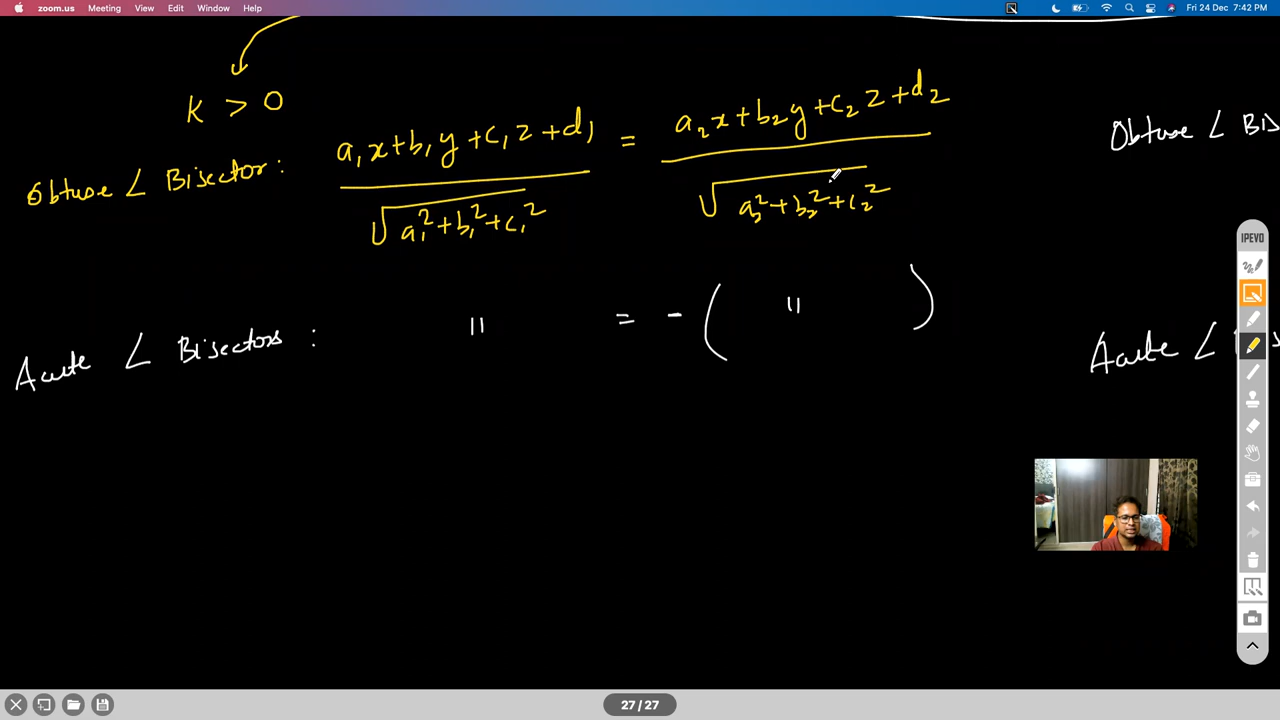 zoom.us Meeting View Edit Window Help Fri 24 Dec 7:42 PM
K > 0
Obtuse ∠ Bisector: a₁x+b₁y+c₁z+d₁ / √a₁²+b₁²+c₁² = a₂x+b₂y+c₂z+d₂ / √a₂²+b₂²+c₂²
Obtuse ∠ Bis
Acute ∠ Bisectors: " = -( " )
Acute ∠
IPEVO
27 / 27